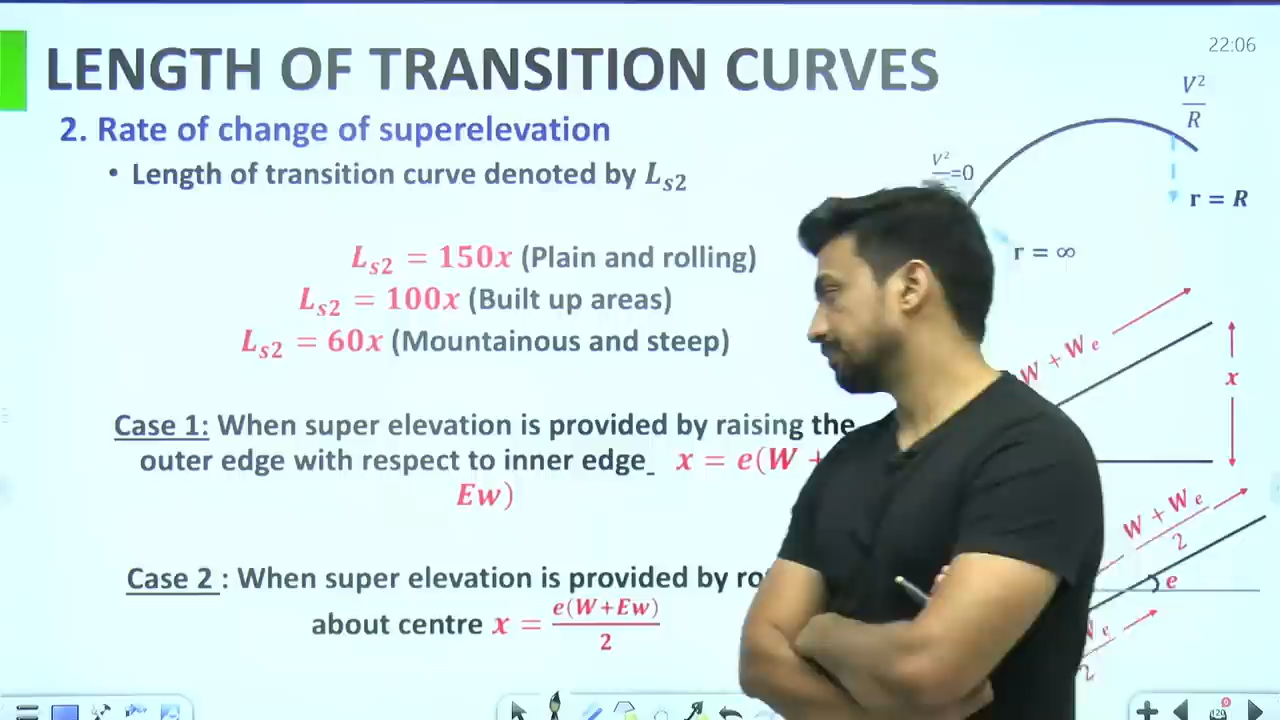 LENGTH OF TRANSITION CURVES
22:06
2. Rate of change of superelevation
• Length of transition curve denoted by Ls2
Ls2 = 150x (Plain and rolling)
Ls2 = 100x (Built up areas)
Ls2 = 60x (Mountainous and steep)
Case 1: When super elevation is provided by raising the
outer edge with respect to inner edge_ x = e(W +
Ew)
Case 2 : When super elevation is provided by
about centre x = e(W+Ew)/2
V²/R
V²/ =0
r = R
r = ∞
W + We
x
W + We/2
e
e
2
120